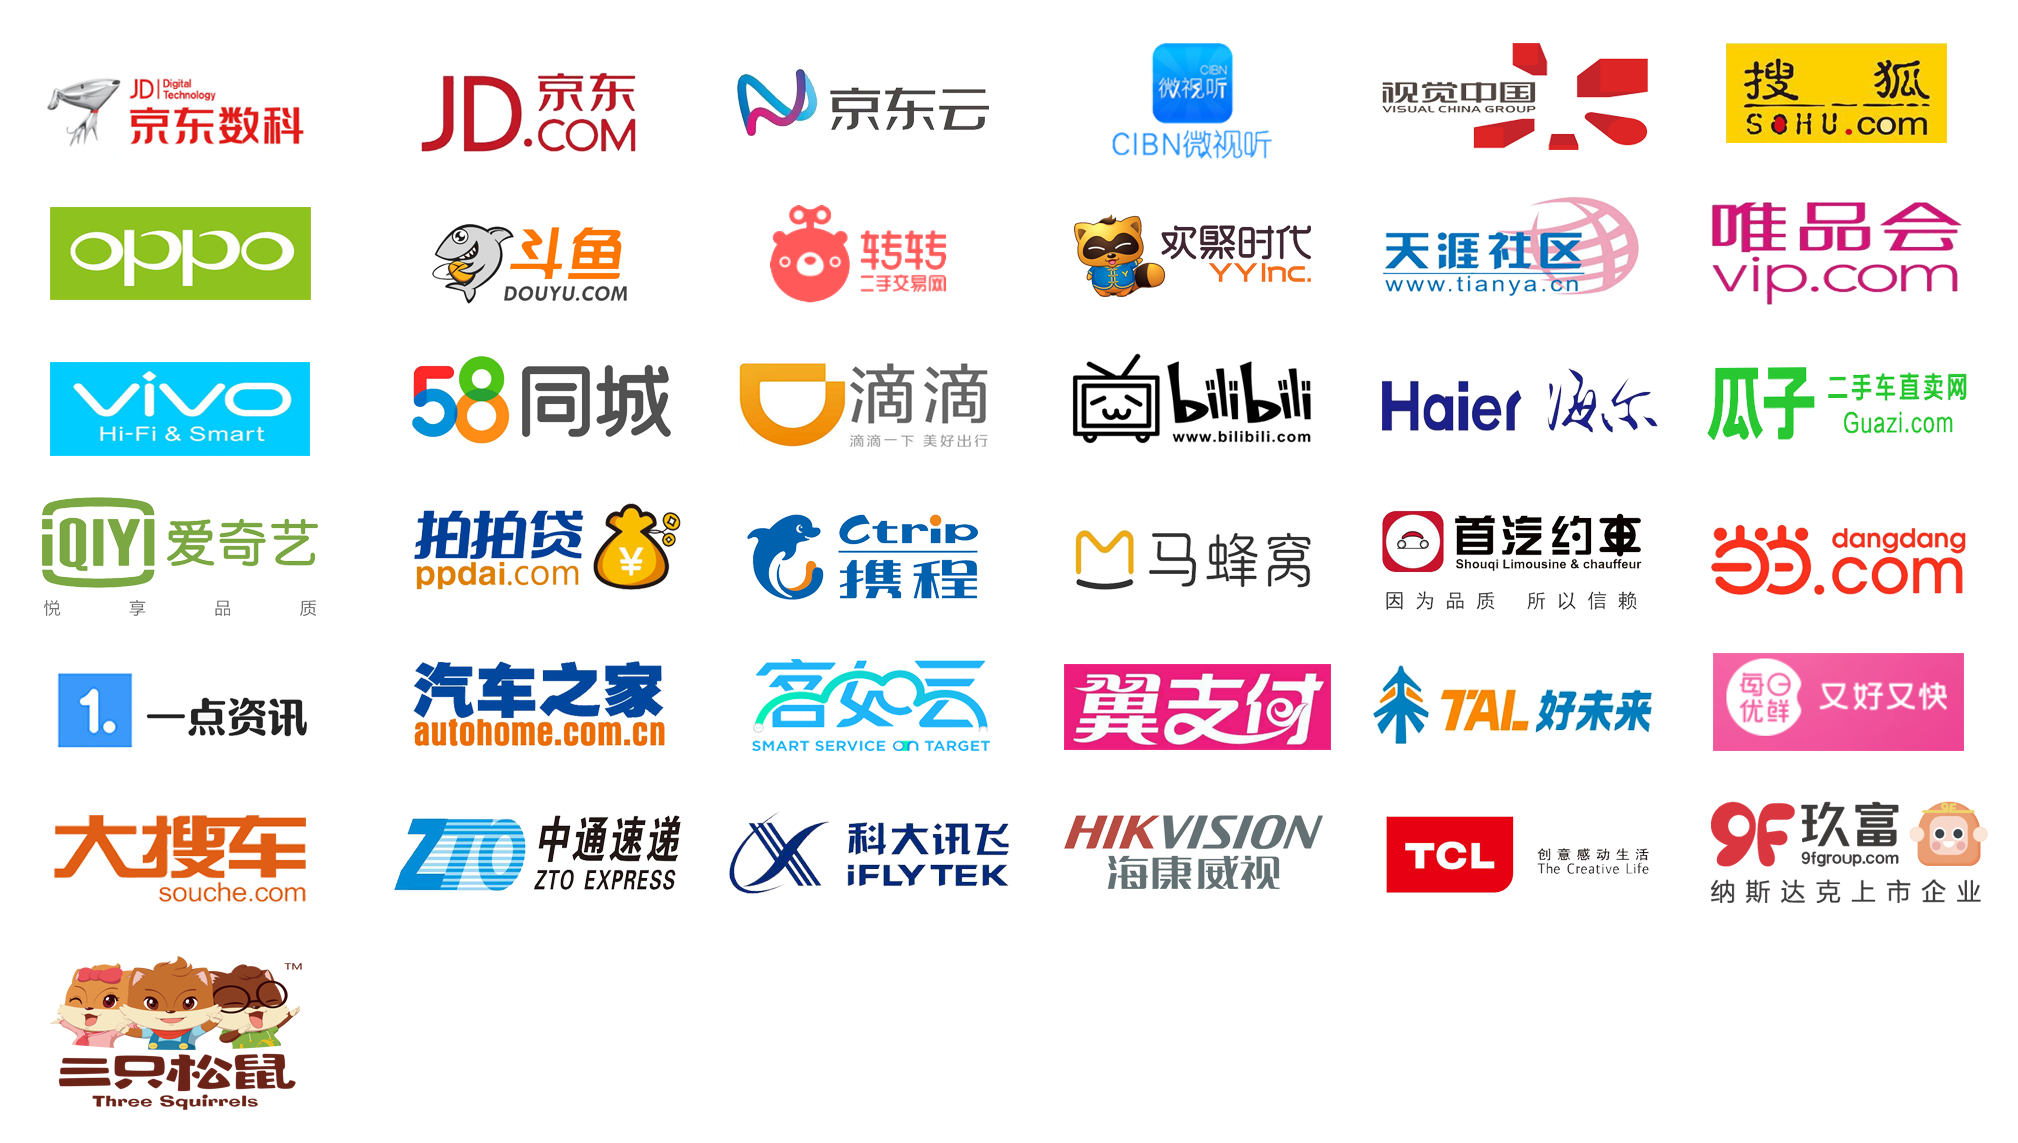 JD Digital Technology
京东数科
JD.京东
.COM
京东云
CIBN
微视听
CIBN微视听
视觉中国
VISUAL CHINA GROUP
搜狐
SOHU.com
oppo
斗鱼
DOUYU.COM
转转
二手交易网
欢聚时代
YY Inc.
天涯社区
www.tianya.cn
唯品会
vip.com
vivo
Hi-Fi & Smart
58同城
滴滴
滴滴一下 美好出行
bilibili
www.bilibili.com
Haier 海尔
瓜子 二手车直卖网
Guazi.com
iQIYI 爱奇艺
悦享品质
拍拍贷
ppdai.com
¥
Ctrip
携程
马蜂窝
首汽约車
Shouqi Limousine & chauffeur
因为品质 所以信赖
当当
dangdang
.com
1.
一点资讯
汽车之家
autohome.com.cn
客如云
SMART SERVICE on TARGET
翼支付
TAL 好未来
每日
优鲜
又好又快
大搜车
souche.com
ZTO 中通速递
ZTO EXPRESS
科大讯飞
iFLYTEK
HIKVISION
海康威视
TCL
创意感动生活
The Creative Life
9F 玖富
9fgroup.com
9F
纳斯达克上市企业
TM
三只松鼠
Three Squirrels